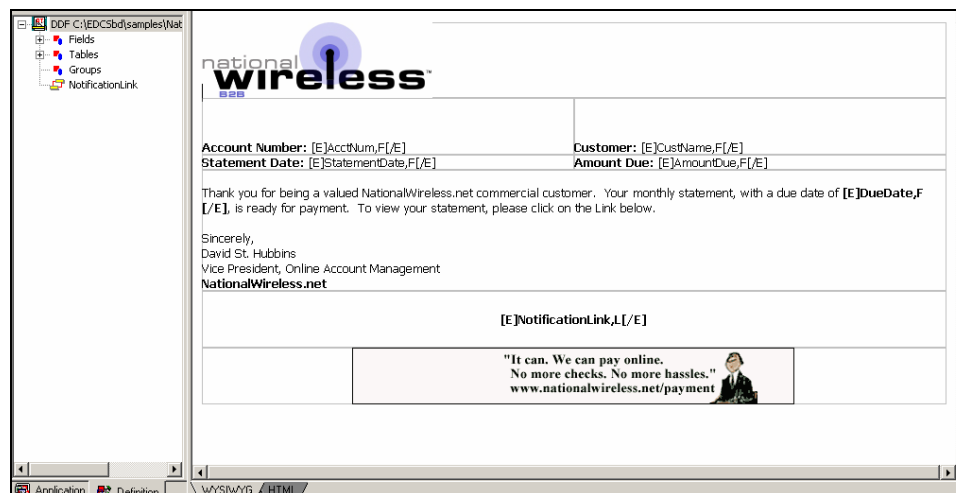 DDF C:\EDCSbd\samples\Nat
Fields
Tables
Groups
NotificationLink
national
wireless
B2B
Account Number: [E]AcctNum,F[/E]
Customer: [E]CustName,F[/E]
Statement Date: [E]StatementDate,F[/E]
Amount Due: [E]AmountDue,F[/E]
Thank you for being a valued NationalWireless.net commercial customer. Your monthly statement, with a due date of [E]DueDate,F
[/E], is ready for payment. To view your statement, please click on the Link below.
Sincerely,
David St. Hubbins
Vice President, Online Account Management
NationalWireless.net
[E]NotificationLink,L[/E]
"It can. We can pay online.
No more checks. No more hassles."
www.nationalwireless.net/payment
Application
Definition
WYSIWYG
HTML